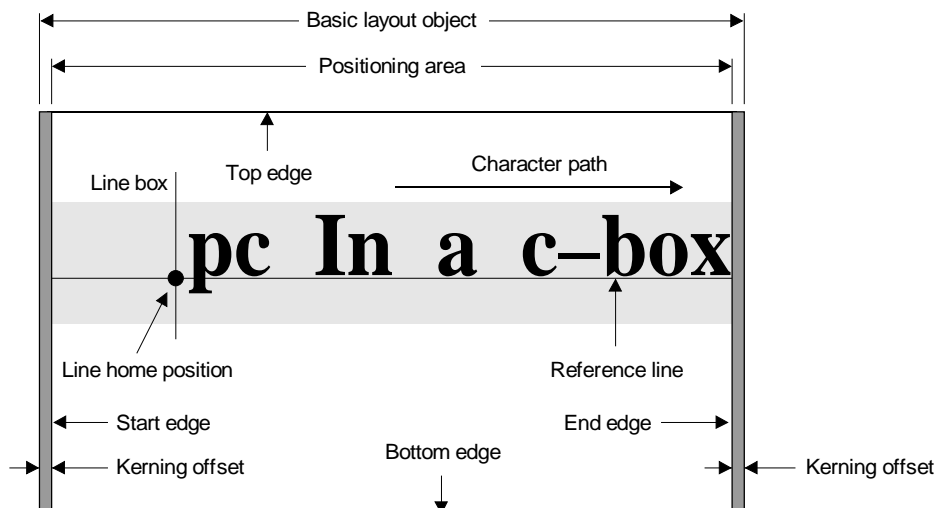 Basic layout object
Positioning area
Top edge
Character path
Line box
pc In a c–box
Line home position
Reference line
Start edge
End edge
Bottom edge
Kerning offset
Kerning offset